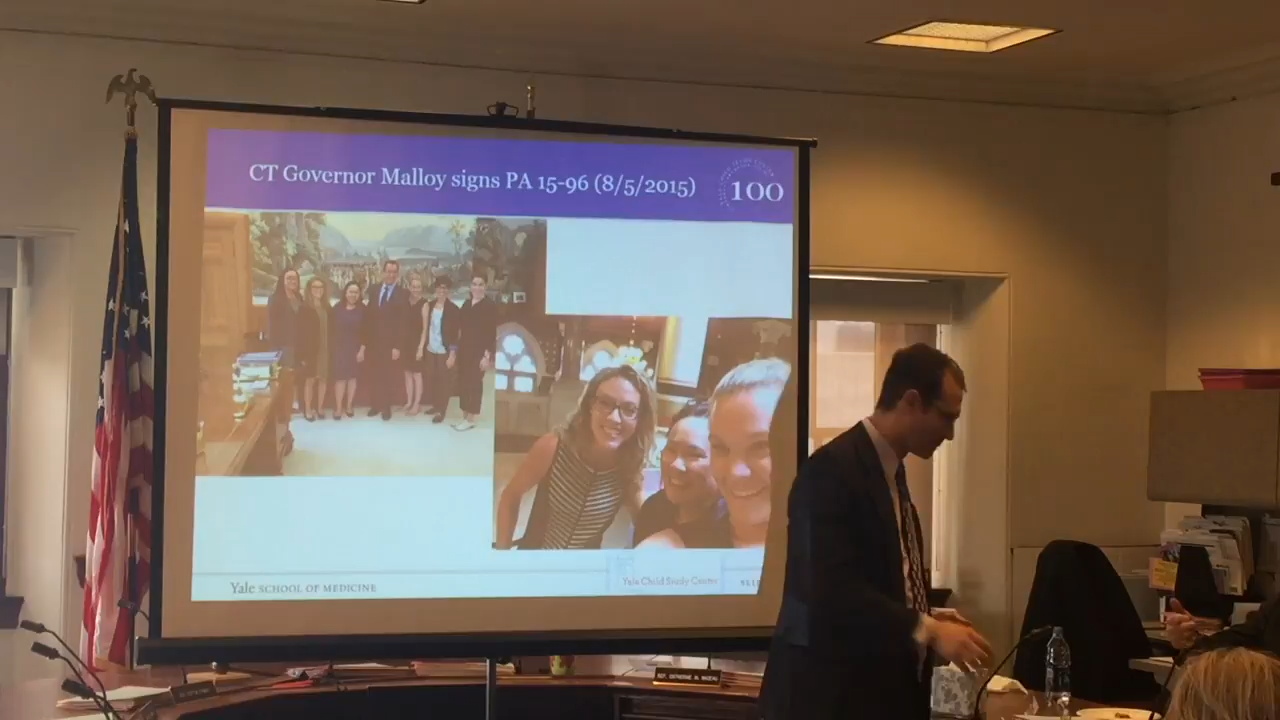 CT Governor Malloy signs PA 15-96 (8/5/2015)
100
Yale SCHOOL OF MEDICINE
Yale Child Study Center